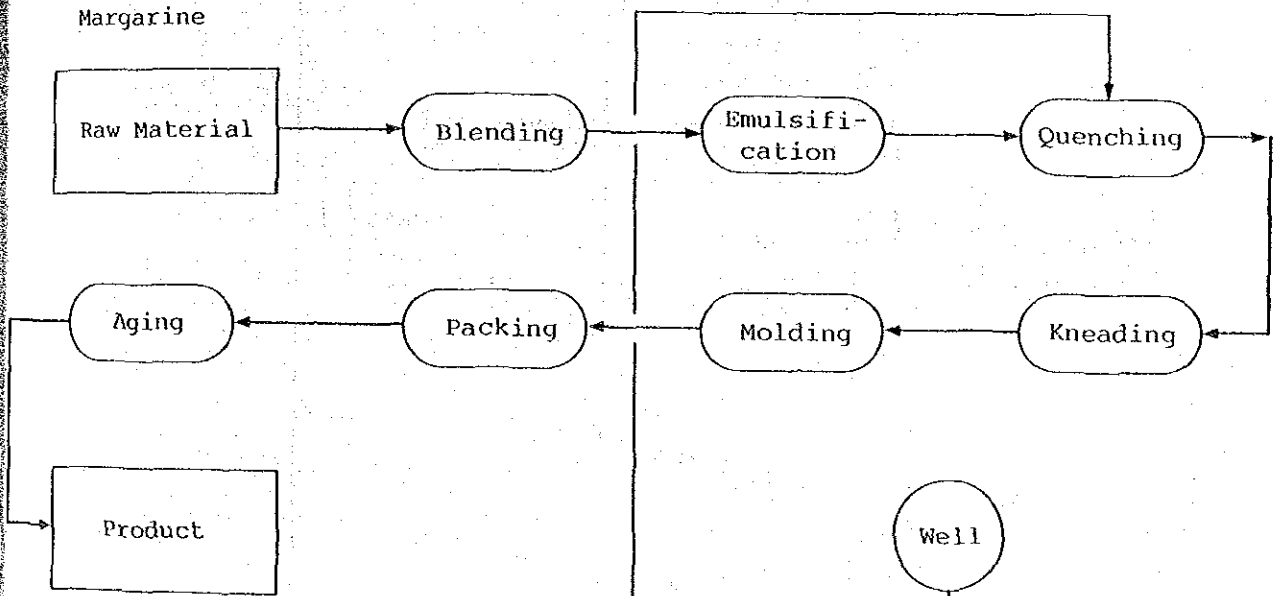 Margarine
Raw Material
Blending
Emulsifi-
cation
Quenching
Aging
Packing
Molding
Kneading
Product
Well